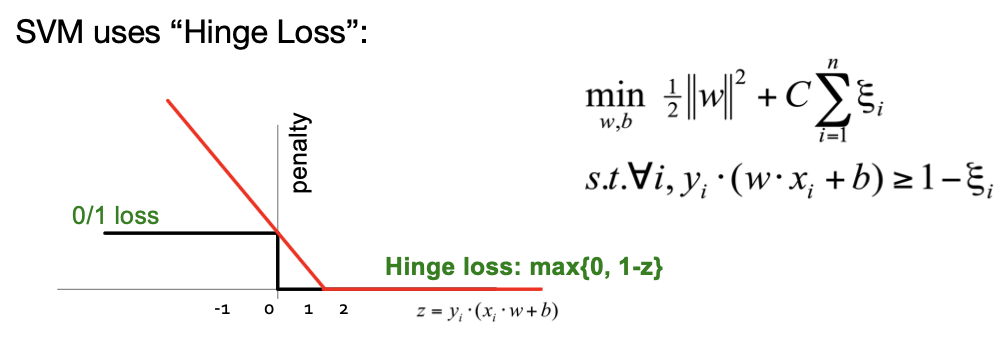 SVM uses “Hinge Loss”:
penalty
0/1 loss
Hinge loss: max{0, 1-z}
-1 0 1 2
z = yᵢ ·(xᵢ · w + b)
min w,b ½‖w‖² + C ∑ i=1 n ξᵢ
s.t.∀i, yᵢ ·(w· xᵢ + b) ≥ 1 − ξᵢ